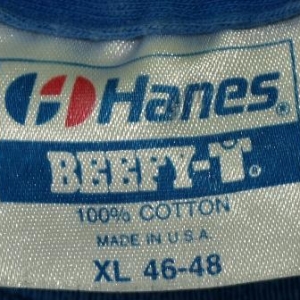 Hanes®
BEEFY-T®
100% COTTON
MADE IN U.S.A.
XL 46-48